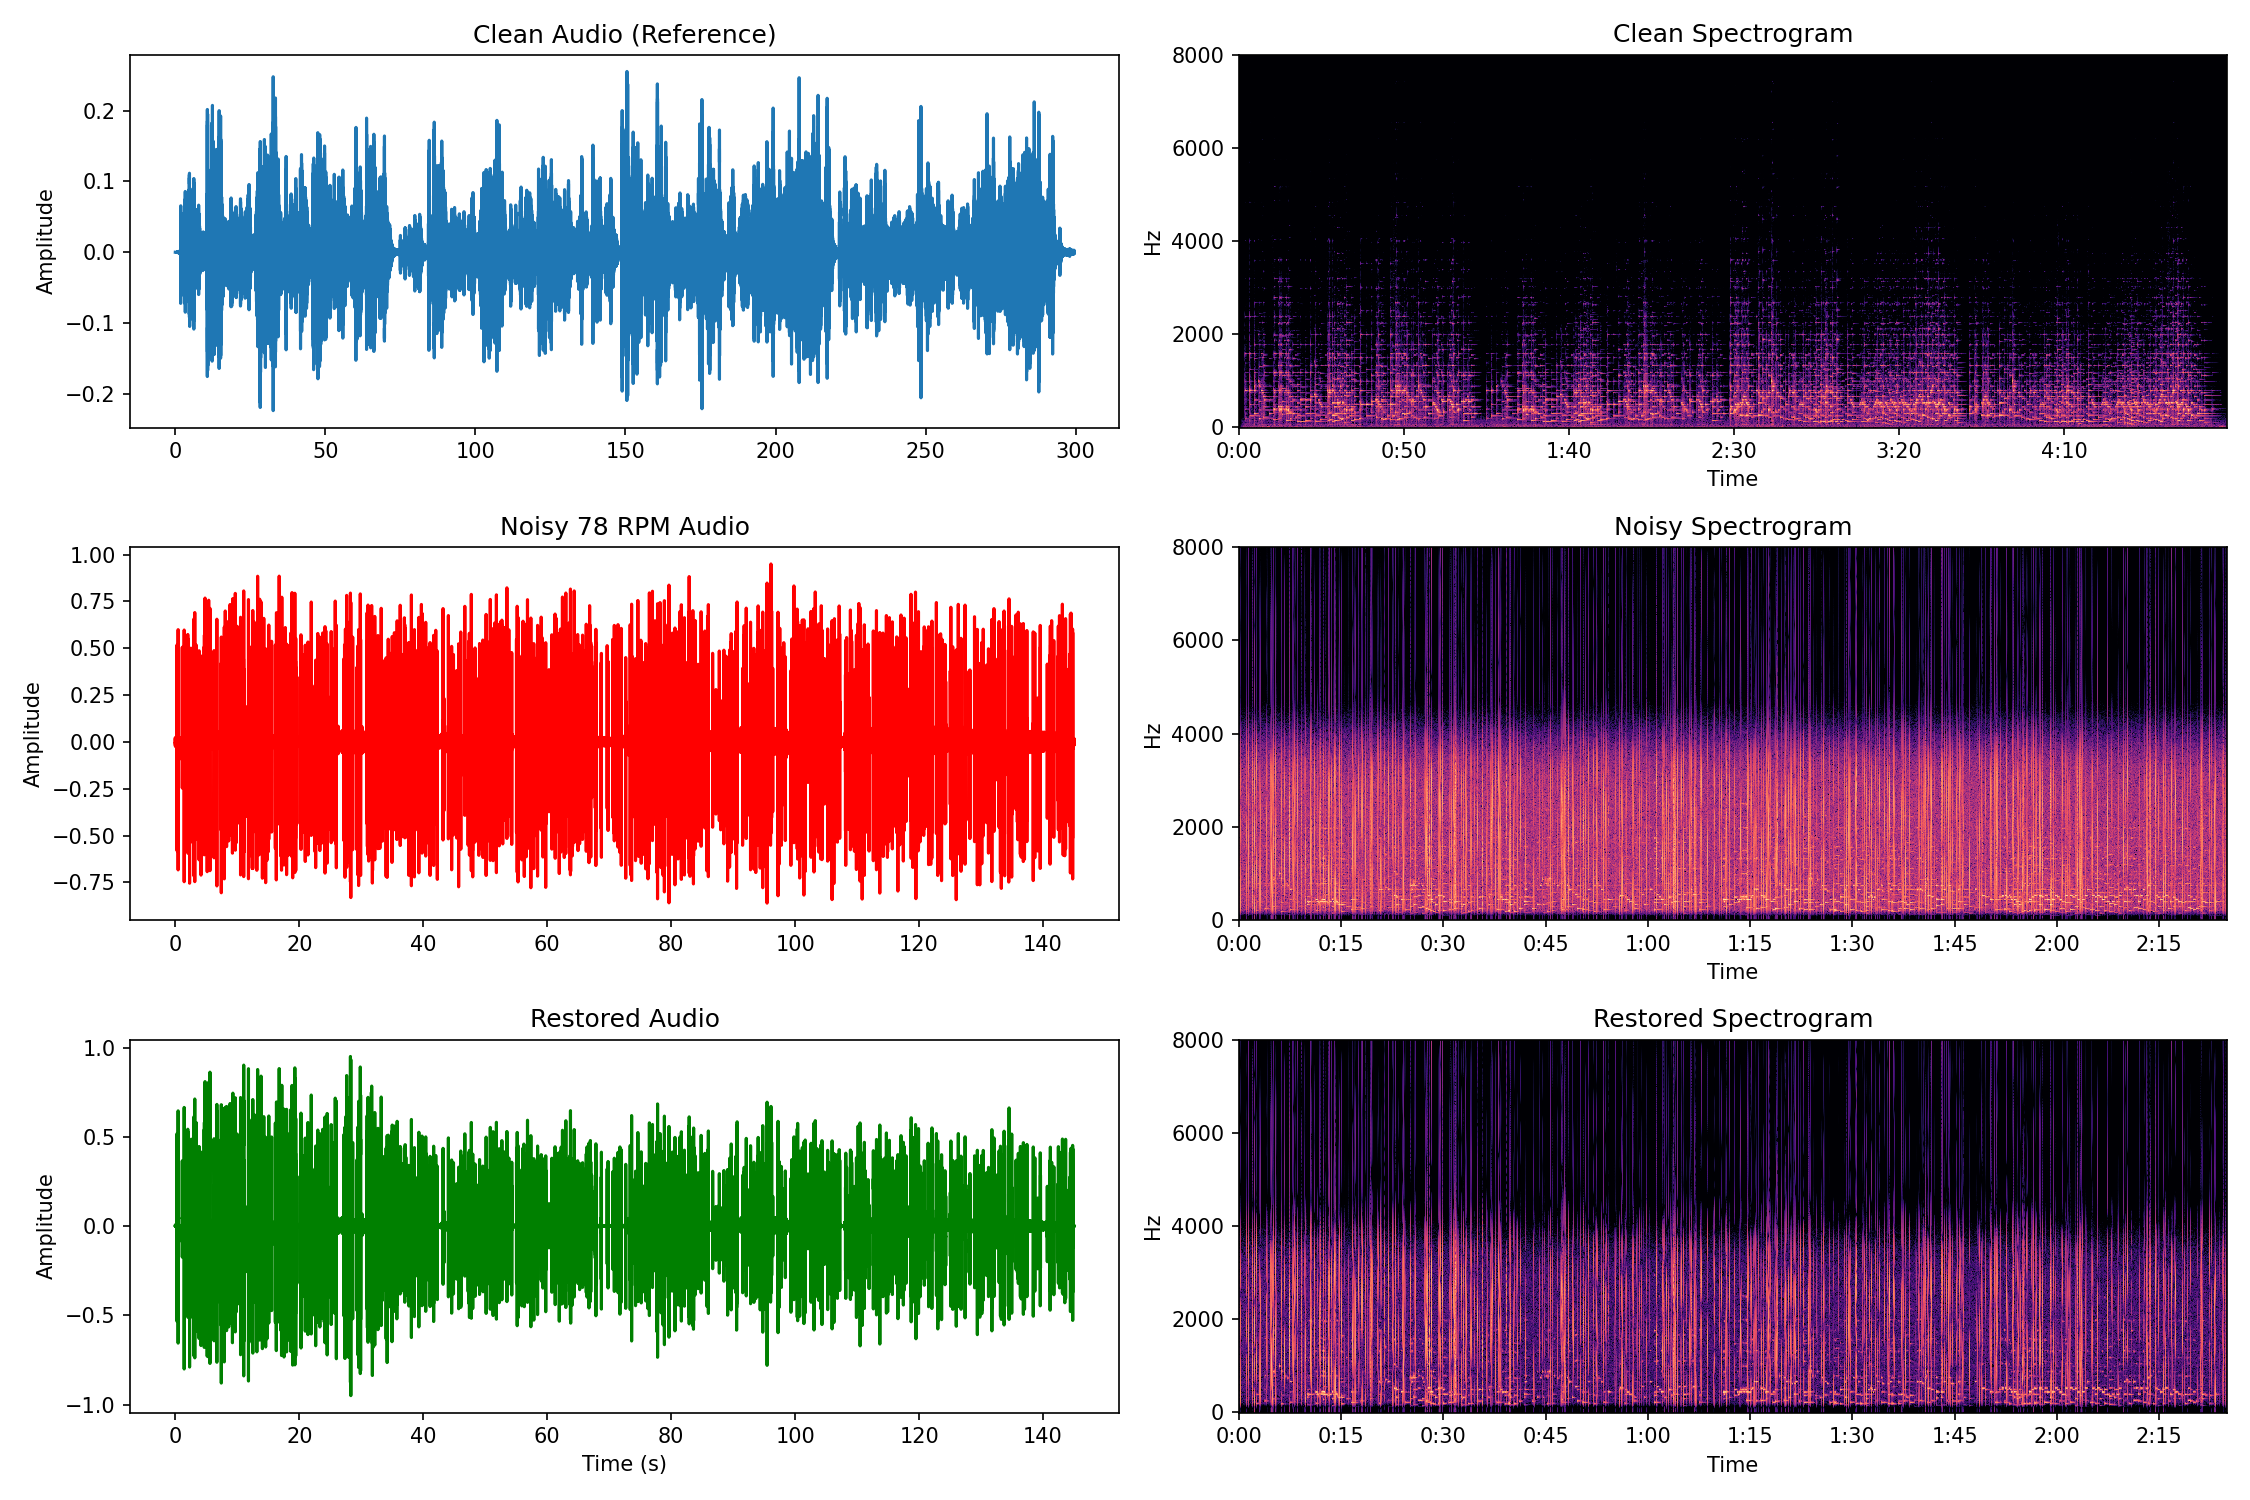 Clean Audio (Reference)
Amplitude
0.2
0.1
0.0
−0.1
−0.2
0 50 100 150 200 250 300
Clean Spectrogram
Hz
8000
6000
4000
2000
0
0:00 0:50 1:40 2:30 3:20 4:10
Time
Noisy 78 RPM Audio
Amplitude
1.00
0.75
0.50
0.25
0.00
−0.25
−0.50
−0.75
0 20 40 60 80 100 120 140
Noisy Spectrogram
Hz
8000
6000
4000
2000
0
0:00 0:15 0:30 0:45 1:00 1:15 1:30 1:45 2:00 2:15
Time
Restored Audio
Amplitude
1.0
0.5
0.0
−0.5
−1.0
0 20 40 60 80 100 120 140
Time (s)
Restored Spectrogram
Hz
8000
6000
4000
2000
0
0:00 0:15 0:30 0:45 1:00 1:15 1:30 1:45 2:00 2:15
Time